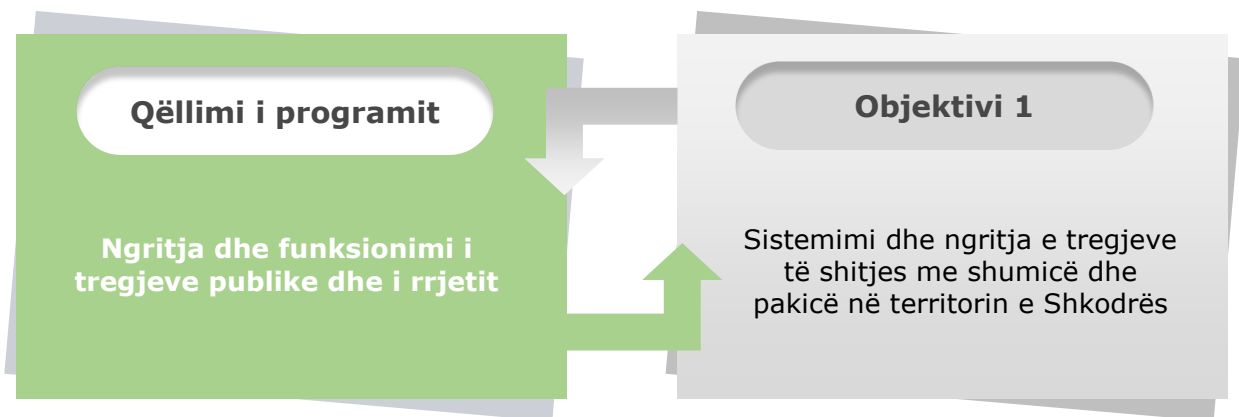 Qëllimi i programit
Ngritja dhe funksionimi i
tregjeve publike dhe i rrjetit
Objektivi 1
Sistemimi dhe ngritja e tregjeve
të shitjes me shumicë dhe
pakicë në territorin e Shkodrës